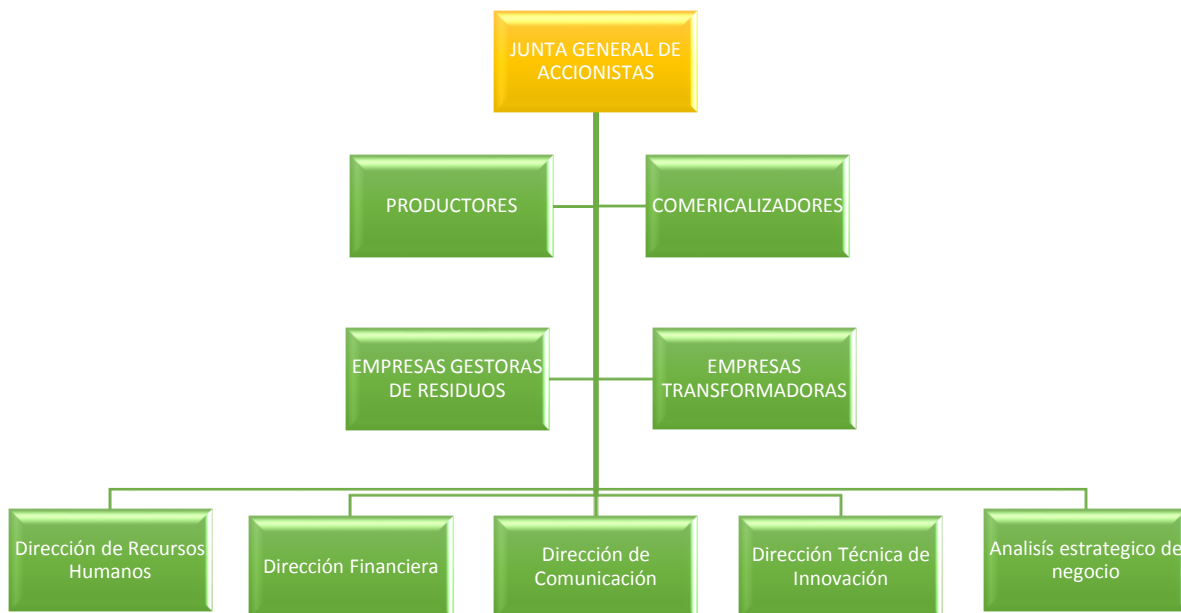 JUNTA GENERAL DE
ACCIONISTAS
PRODUCTORES
COMERICALIZADORES
EMPRESAS GESTORAS
DE RESIDUOS
EMPRESAS
TRANSFORMADORAS
Dirección de Recursos
Humanos
Dirección Financiera
Dirección de
Comunicación
Dirección Técnica de
Innovación
Analisís estrategico de
negocio